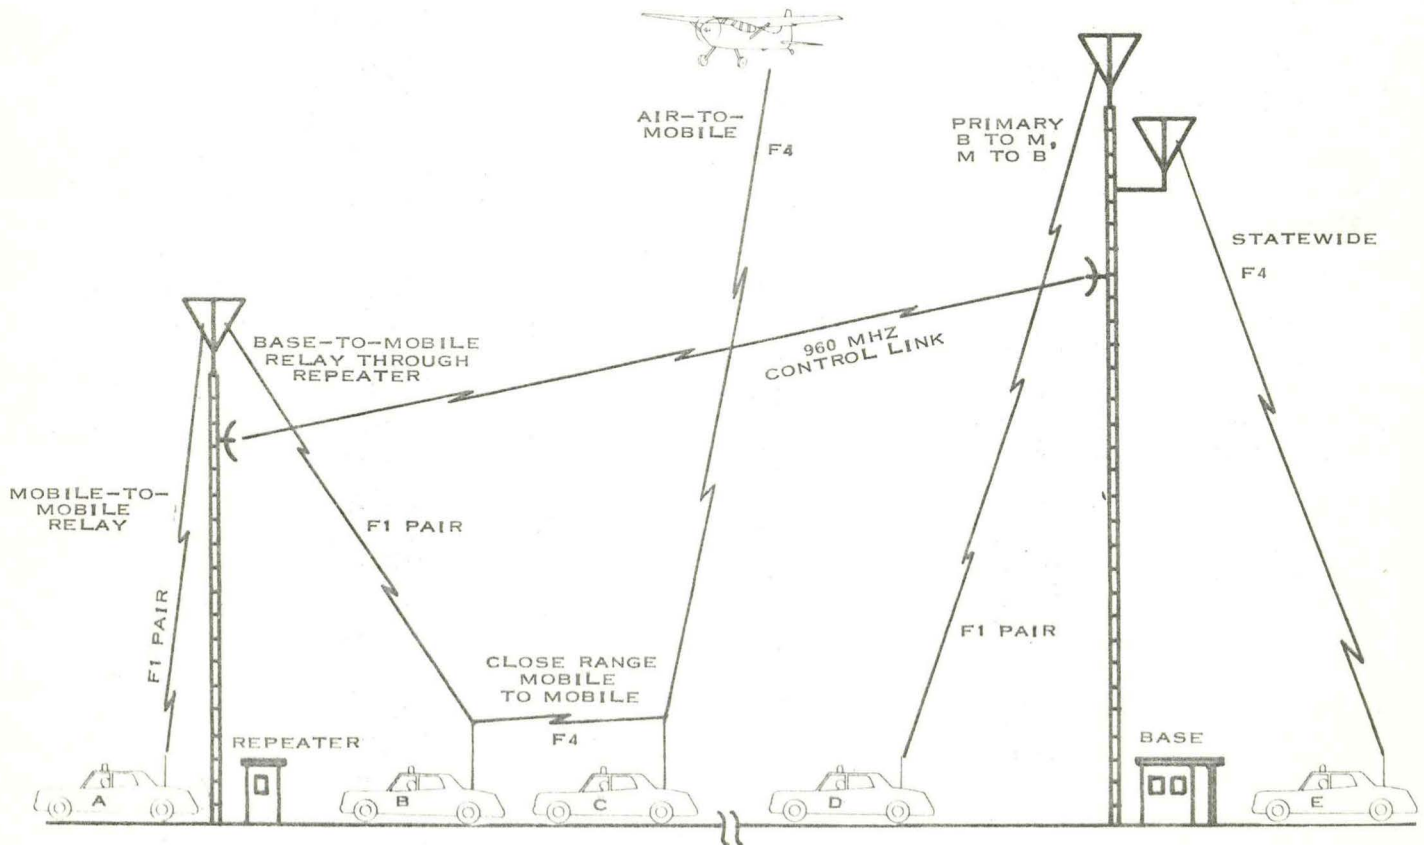 AIR-TO-
MOBILE
F4
PRIMARY
B TO M,
M TO B
STATEWIDE
F4
BASE-TO-MOBILE
RELAY THROUGH
REPEATER
960 MHZ
CONTROL LINK
MOBILE-TO-
MOBILE
RELAY
F1 PAIR
F1 PAIR
F1 PAIR
CLOSE RANGE
MOBILE
TO MOBILE
F4
REPEATER
BASE
A
B
C
D
E